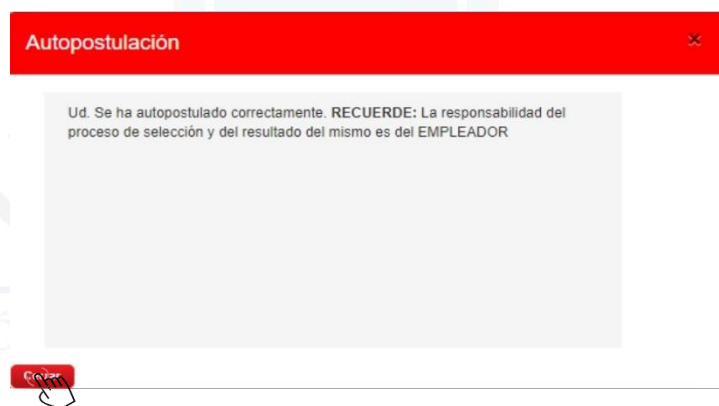 Autopostulación
Ud. Se ha autopostulado correctamente. RECUERDE: La responsabilidad del
proceso de selección y del resultado del mismo es del EMPLEADOR